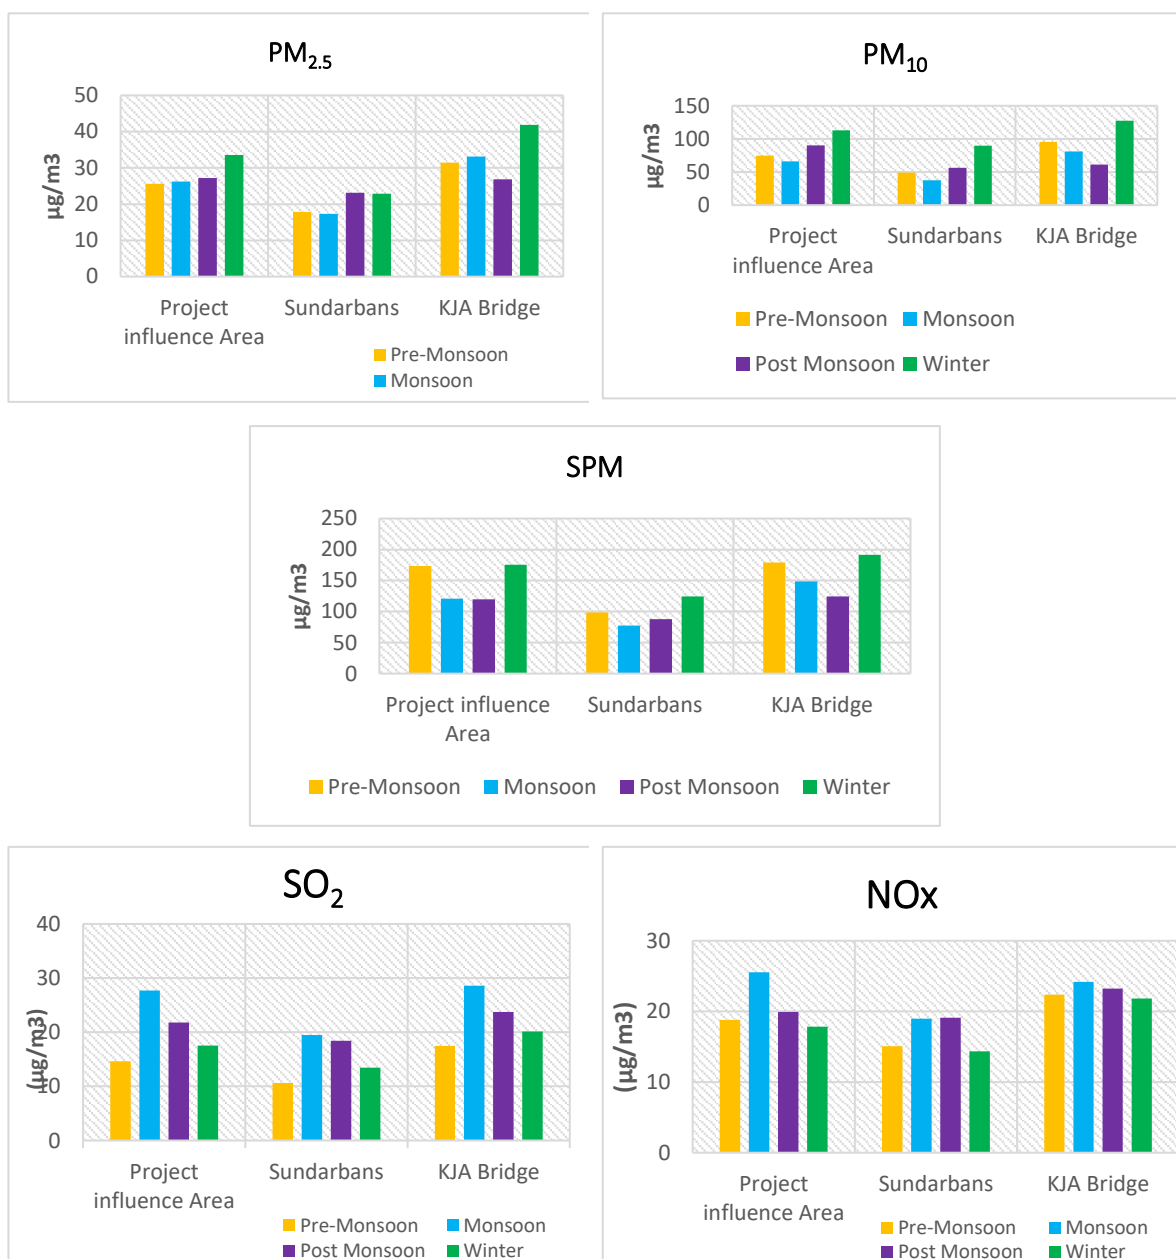 PM2.5
50
40
30
20
10
0
µg/m3
Project influence Area
Sundarbans
KJA Bridge
Pre-Monsoon
Monsoon
PM10
150
100
50
0
µg/m3
Project influence Area
Sundarbans
KJA Bridge
Pre-Monsoon
Monsoon
Post Monsoon
Winter
SPM
250
200
150
100
50
0
µg/m3
Project influence Area
Sundarbans
KJA Bridge
Pre-Monsoon
Monsoon
Post Monsoon
Winter
SO2
40
30
20
10
0
(µg/m3)
Project influence Area
Sundarbans
KJA Bridge
Pre-Monsoon
Monsoon
Post Monsoon
Winter
NOx
30
20
10
0
(µg/m3)
Project influence Area
Sundarbans
KJA Bridge
Pre-Monsoon
Monsoon
Post Monsoon
Winter